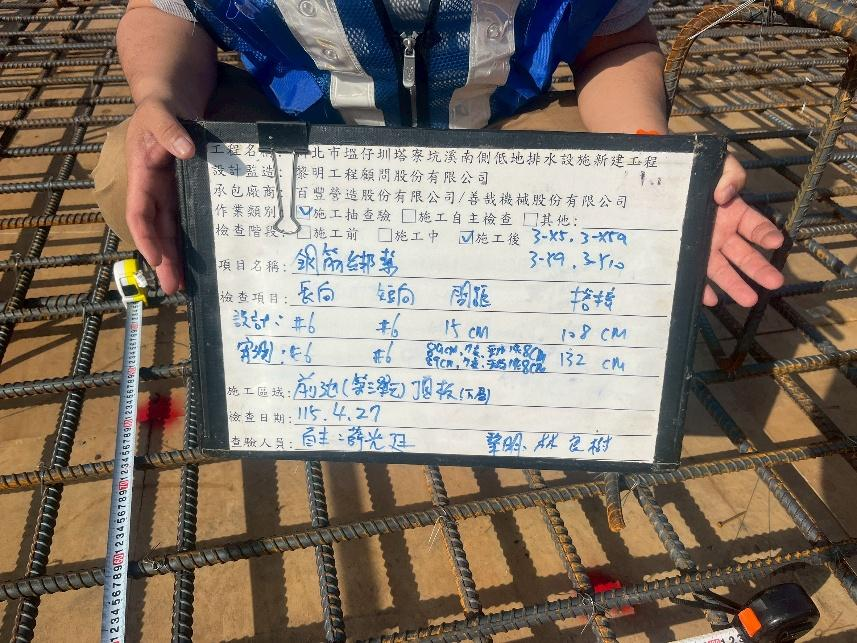 工程名 北市塭仔圳塔寮坑溪南側低地排水設施新建工程
設計監造：黎明工程顧問股份有限公司
承包廠商：百豐營造股份有限公司/善哉機械股份有限公司
作業類別 ☑施工抽查驗 □施工自主檢查 □其他：
檢查階段：□施工前 □施工中 ☑施工後 3-X5、3-X5a
3-X9、3-Y10
項目名稱：鋼筋綁紮
檢查項目：長向 短向 間距 搭接
設計：#6 #6 15 CM 108 CM
實測：#6 #6 132 CM
施工區域：前池(第三單元)頂板(下層)
檢查日期：115.4.27
查驗人員：自主：薛光廷 黎明：林良樹